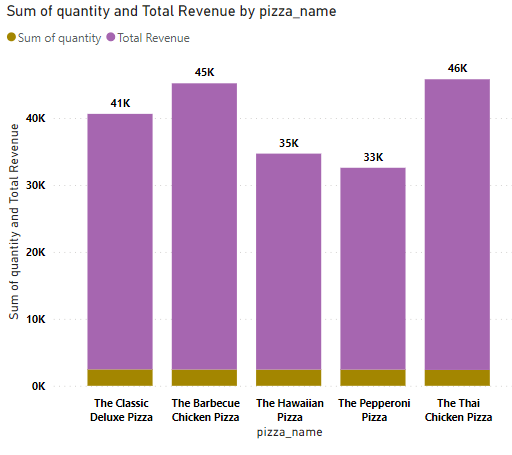 Sum of quantity and Total Revenue by pizza_name
Sum of quantity Total Revenue
Sum of quantity and Total Revenue
40K
30K
20K
10K
0K
41K
45K
35K
33K
46K
The Classic
Deluxe Pizza
The Barbecue
Chicken Pizza
The Hawaiian
Pizza
The Pepperoni
Pizza
The Thai
Chicken Pizza
pizza_name